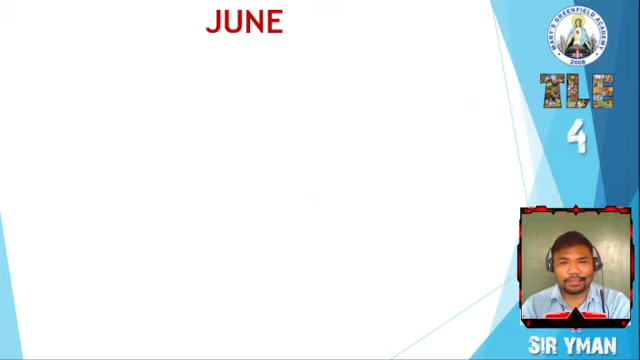 JUNE
MARY'S GREENFIELD ACADEMY
2008
TLE
4
SIR YMAN